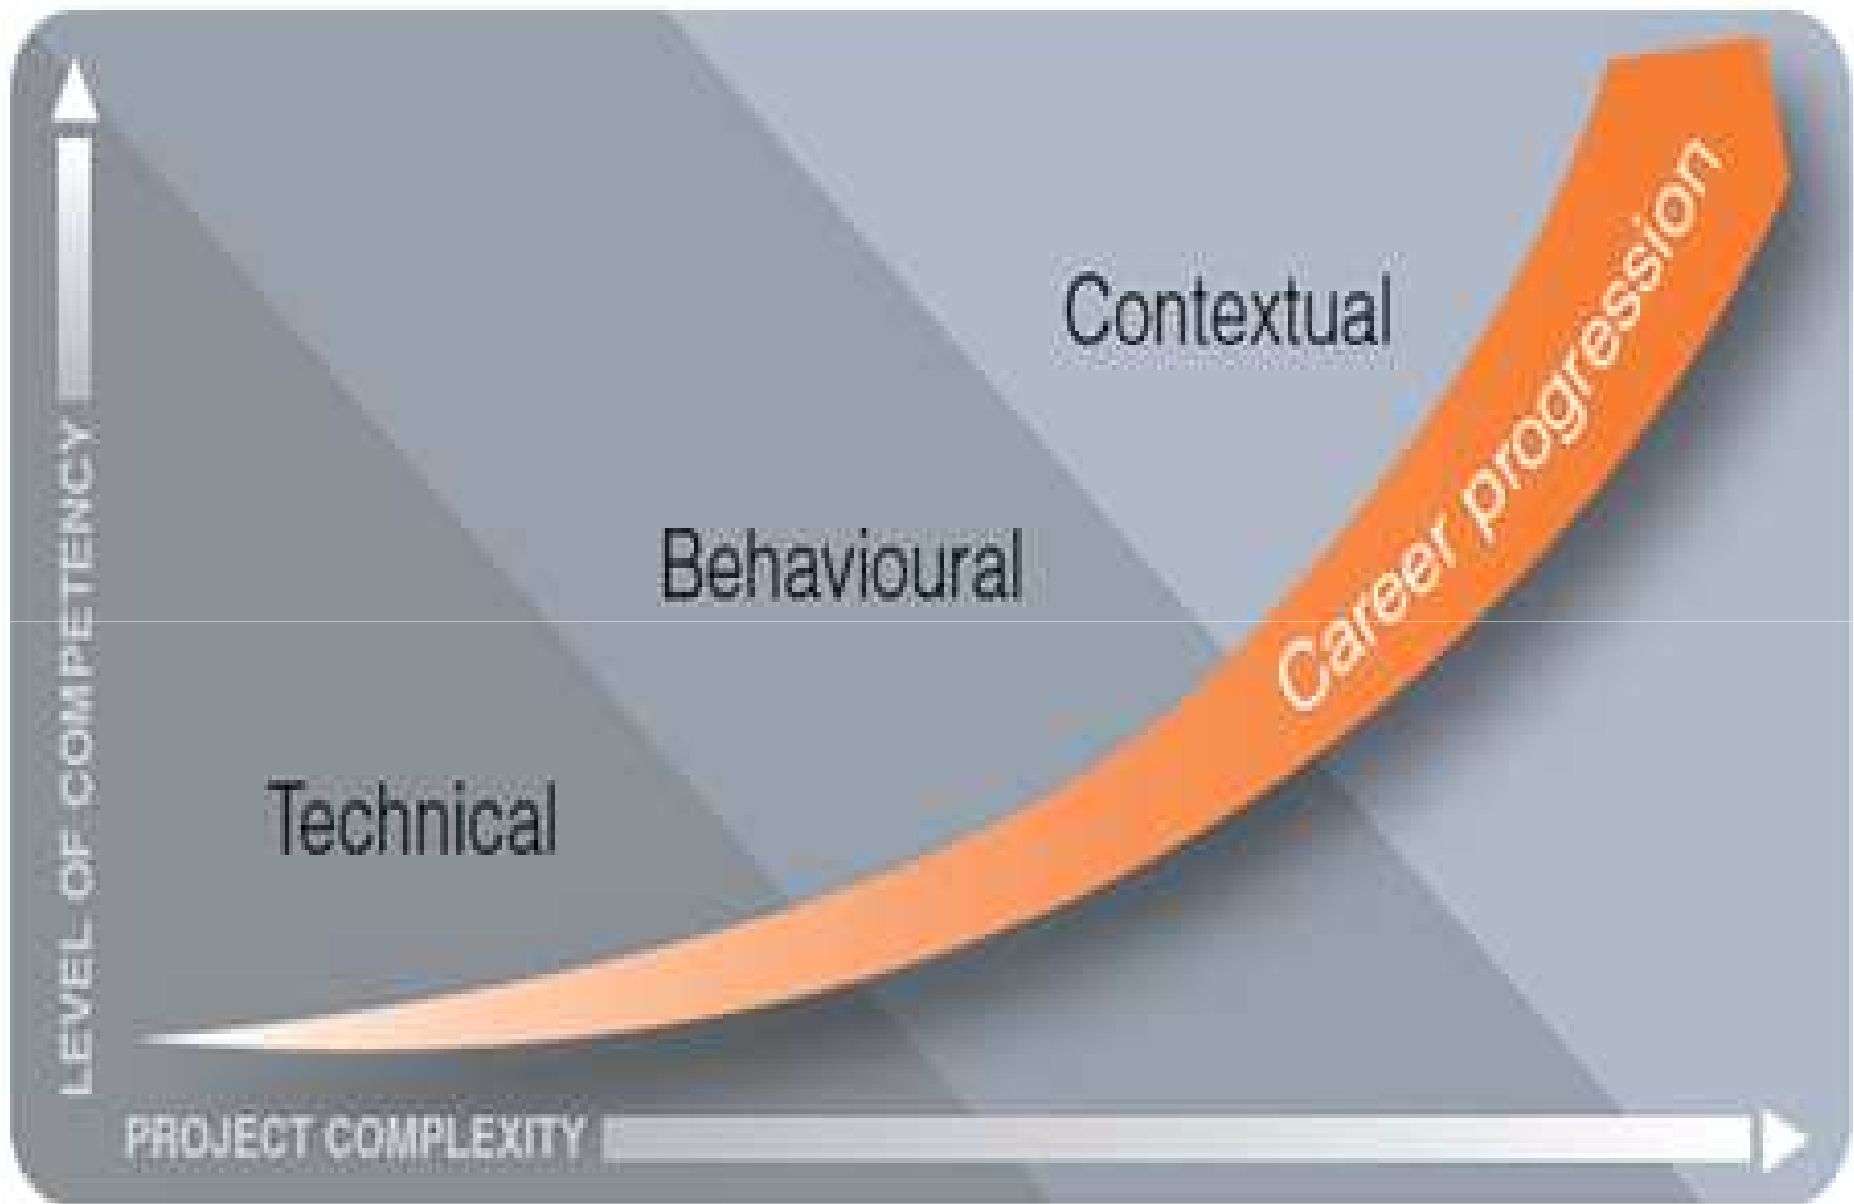 Contextual
Career progression
Behavioural
Technical
LEVEL OF COMPETENCY
PROJECT COMPLEXITY